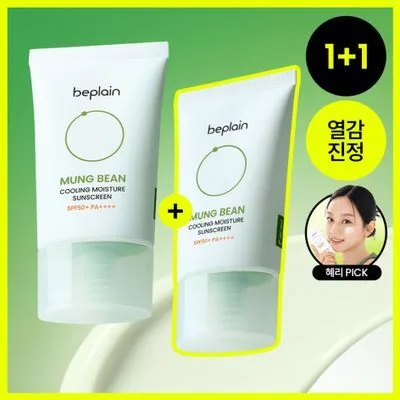 beplain
MUNG BEAN
COOLING MOISTURE
SUNSCREEN
SPF50+ PA++++
+
beplain
MUNG BEAN
COOLING MOISTURE
SUNSCREEN
SPF50+ PA++++
1+1
열감
진정
혜리 PICK